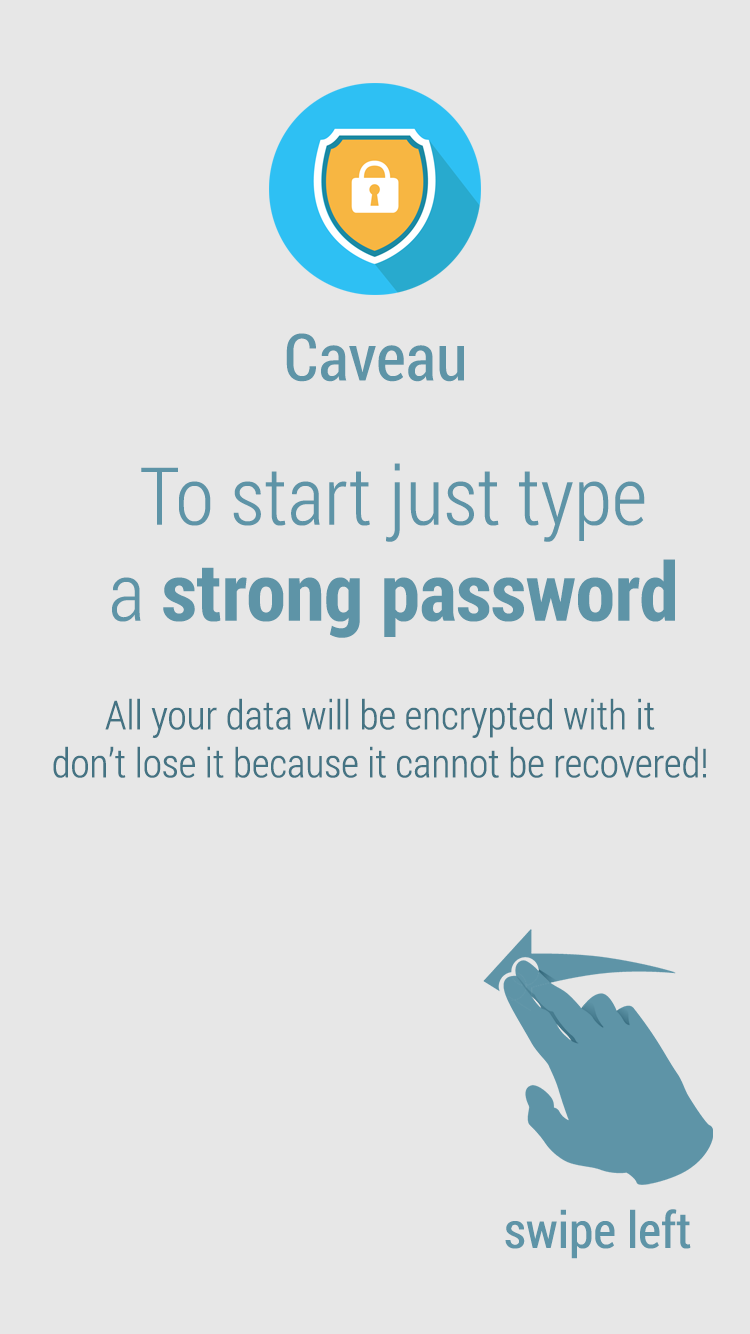 Caveau
To start just type
a strong password
All your data will be encrypted with it
don’t lose it because it cannot be recovered!
swipe left